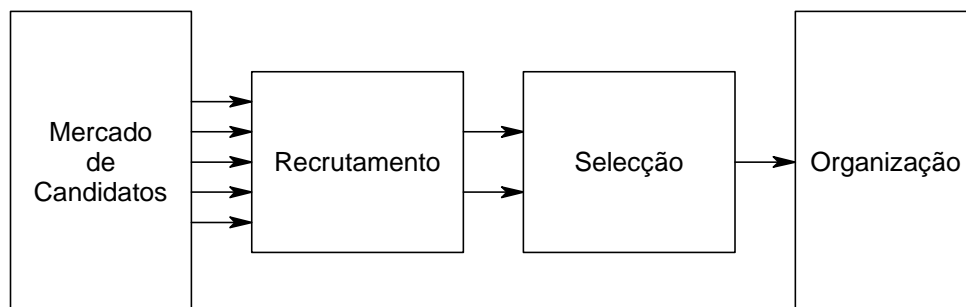 Mercado
de
Candidatos
Recrutamento
Selecção
Organização